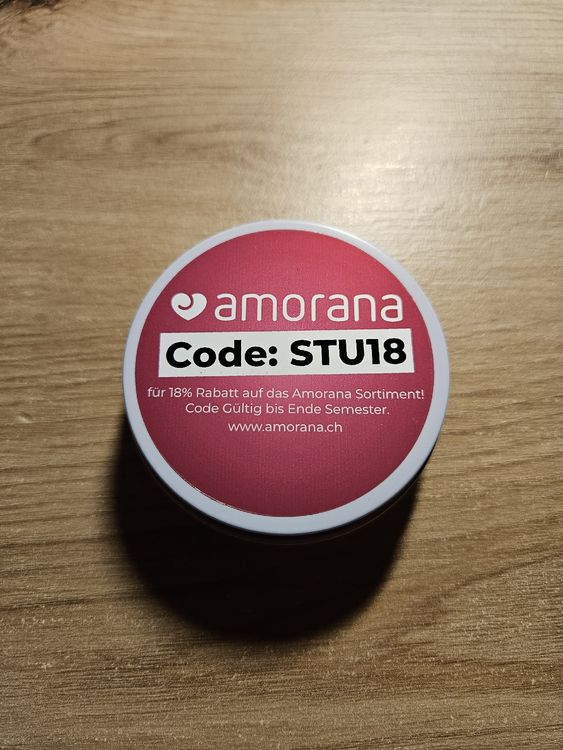 amorana
Code: STU18
für 18% Rabatt auf das Amorana Sortiment!
Code Gültig bis Ende Semester.
www.amorana.ch